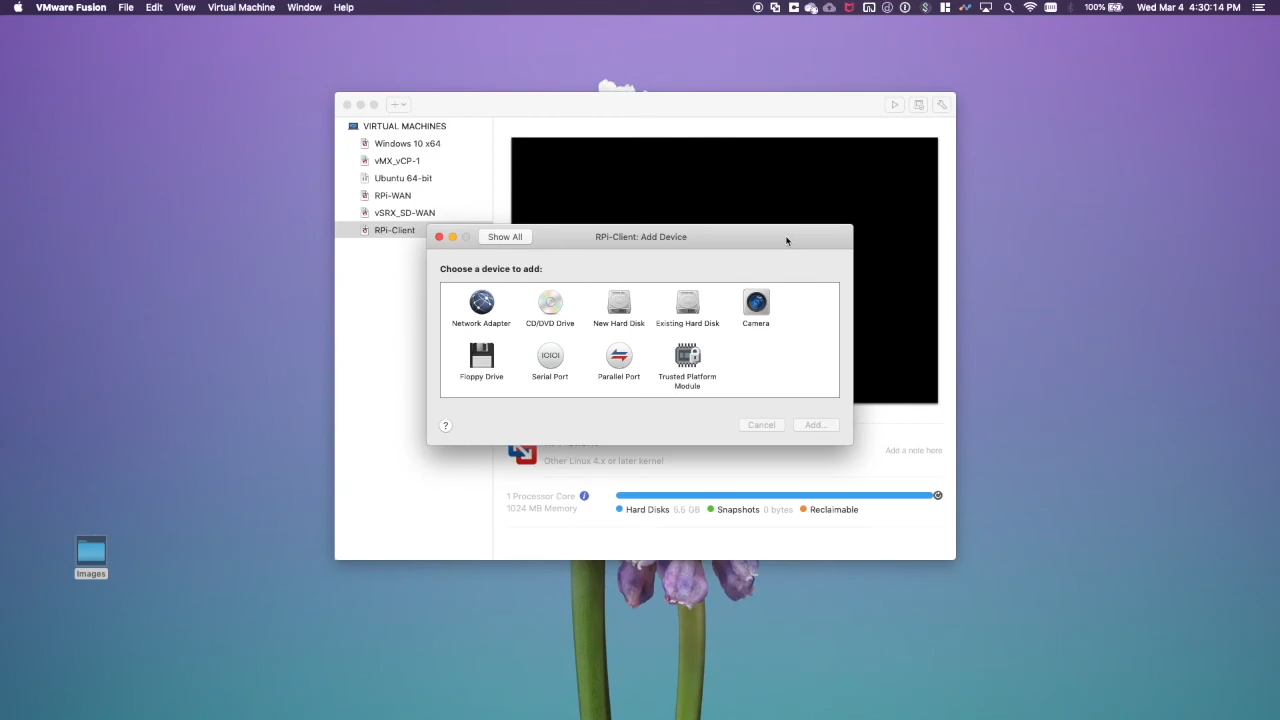 VMware Fusion File Edit View Virtual Machine Window Help 100% Wed Mar 4 4:30:14 PM
VIRTUAL MACHINES
Windows 10 x64
vMX_vCP-1
Ubuntu 64-bit
RPi-WAN
vSRX_SD-WAN
RPi-Client
Show All RPi-Client: Add Device
Choose a device to add:
Network Adapter CD/DVD Drive New Hard Disk Existing Hard Disk Camera
Floppy Drive Serial Port Parallel Port Trusted Platform
Module
IOIOI
? Cancel Add...
Other Linux 4.x or later kernel
Add a note here
1 Processor Core
1024 MB Memory
Hard Disks 5.5 GB Snapshots 0 bytes Reclaimable
Images